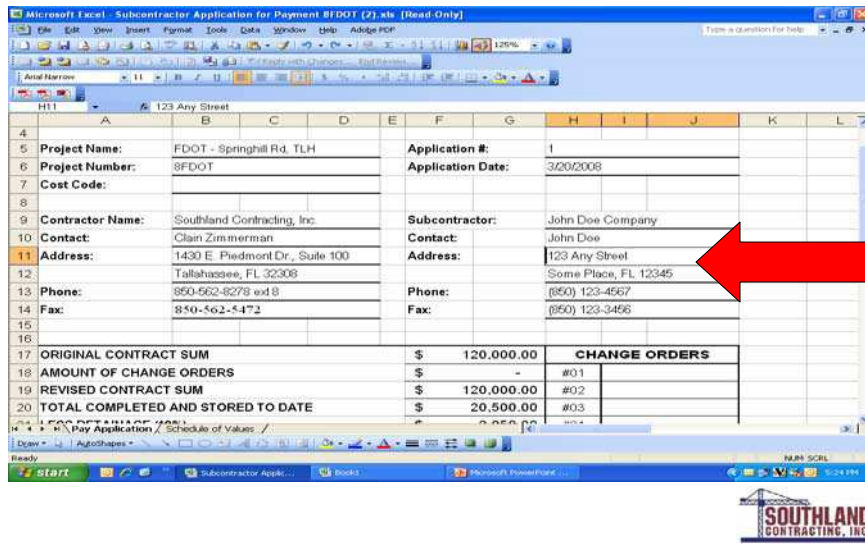 Microsoft Excel - Subcontractor Application for Payment 8FDOT (2).xls [Read-Only]
File Edit View Insert Format Tools Data Window Help Adobe PDF Type a question for help
125%
Arial Narrow 11 B I U
H11 fx 123 Any Street
A B C D E F G H I J K L
4
5 Project Name: FDOT - Springhill Rd, TLH Application #: 1
6 Project Number: 8FDOT Application Date: 3/20/2008
7 Cost Code:
8
9 Contractor Name: Southland Contracting, Inc. Subcontractor: John Doe Company
10 Contact: Clain Zimmerman Contact: John Doe
11 Address: 1430 E. Piedmont Dr., Suite 100 Address: 123 Any Street
12 Tallahassee, FL 32308 Some Place, FL 12345
13 Phone: 850-562-8278 ext 8 Phone: (850) 123-4567
14 Fax: 850-562-5472 Fax: (850) 123-3456
15
16
17 ORIGINAL CONTRACT SUM $ 120,000.00 CHANGE ORDERS
18 AMOUNT OF CHANGE ORDERS $ - #01
19 REVISED CONTRACT SUM $ 120,000.00 #02
20 TOTAL COMPLETED AND STORED TO DATE $ 20,500.00 #03
Pay Application / Schedule of Values
Draw AutoShapes
Ready NUM SCRL
start Subcontractor Applic... Book1 Microsoft PowerPoint ... 5:24 PM
SOUTHLAND
CONTRACTING, INC